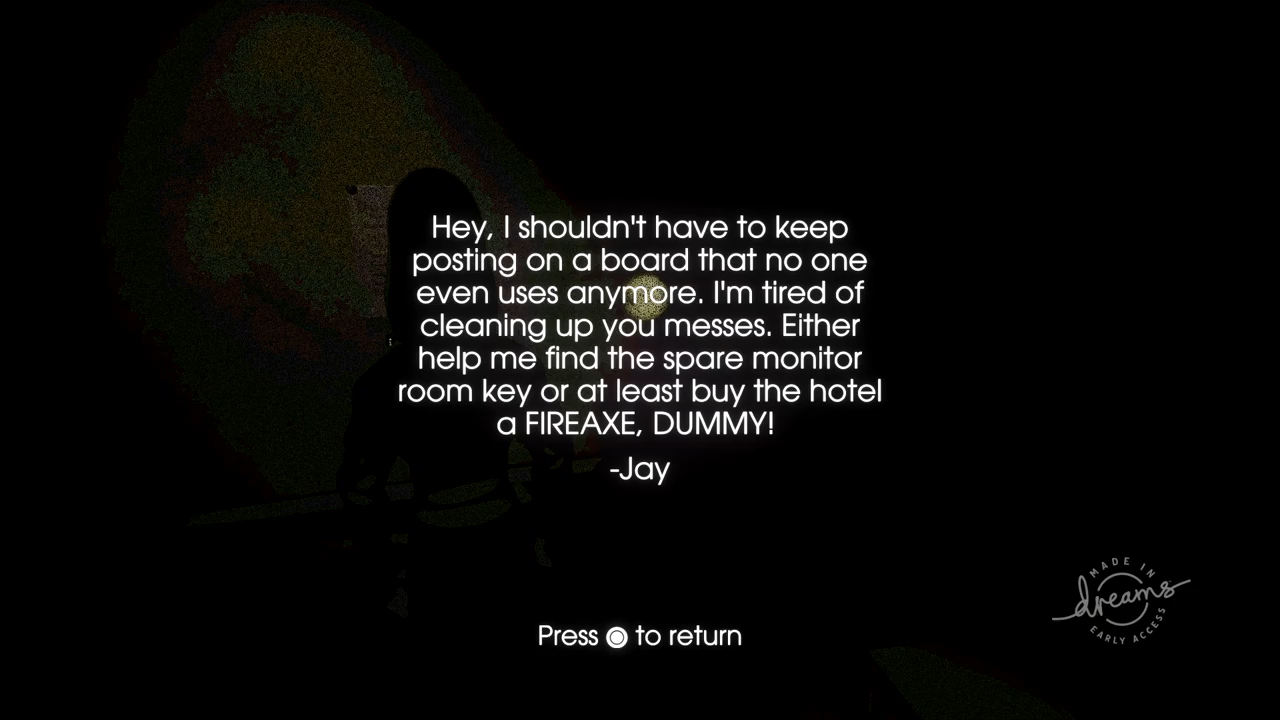 Hey, I shouldn't have to keep
posting on a board that no one
even uses anymore. I'm tired of
cleaning up you messes. Either
help me find the spare monitor
room key or at least buy the hotel
a FIREAXE, DUMMY!
-Jay
MADE IN
dreams
EARLY ACCESS
Press to return